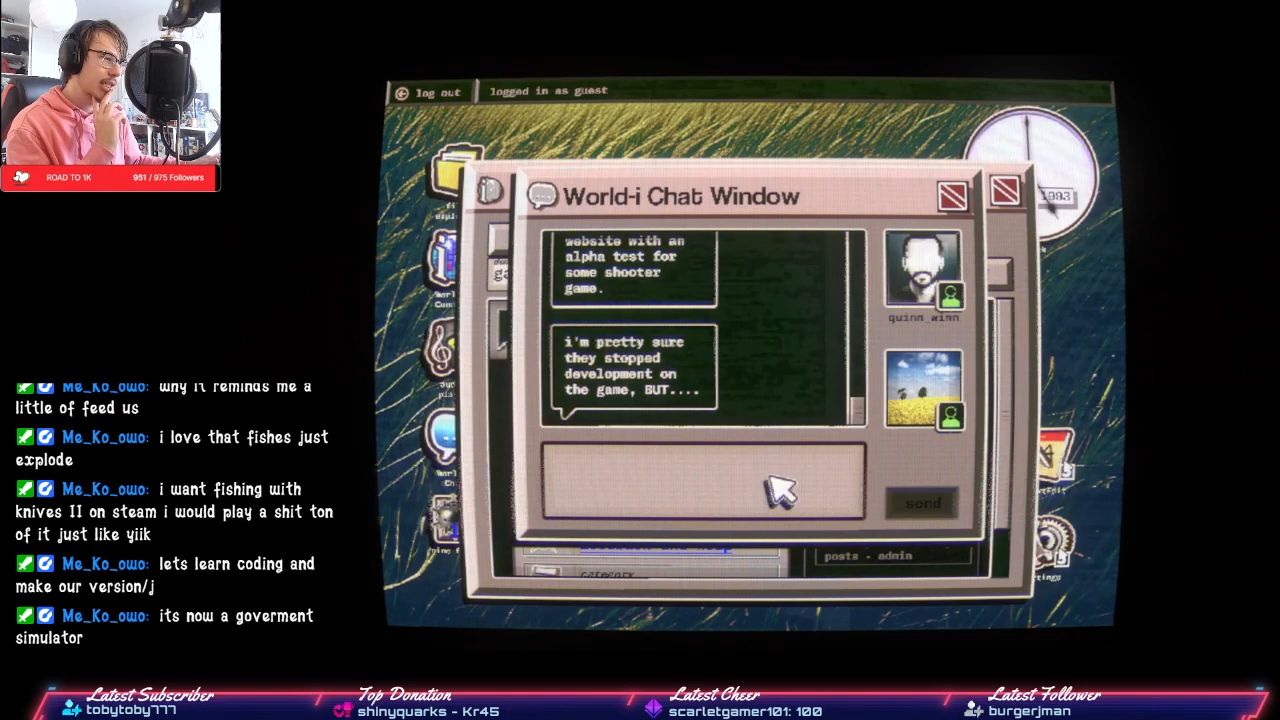 log out
logged in as guest
ROAD TO 1K
951 / 975 Followers
1993
World-i Chat Window
website with an
alpha test for
some shooter
game.
i'm pretty sure
they stopped
development on
the game, BUT....
quinn_winn
send
posts - admin
category
Me_Ko_owo: why it reminds me a
little of feed us
Me_Ko_owo: i love that fishes just
explode
Me_Ko_owo: i want fishing with
knives II on steam i would play a shit ton
of it just like yiik
Me_Ko_owo: lets learn coding and
make our version/j
Me_Ko_owo: its now a goverment
simulator
Latest Subscriber
tobytoby777
Top Donation
shinyquarks - Kr45
Latest Cheer
scarletgamer101: 100
Latest Follower
burgerjman